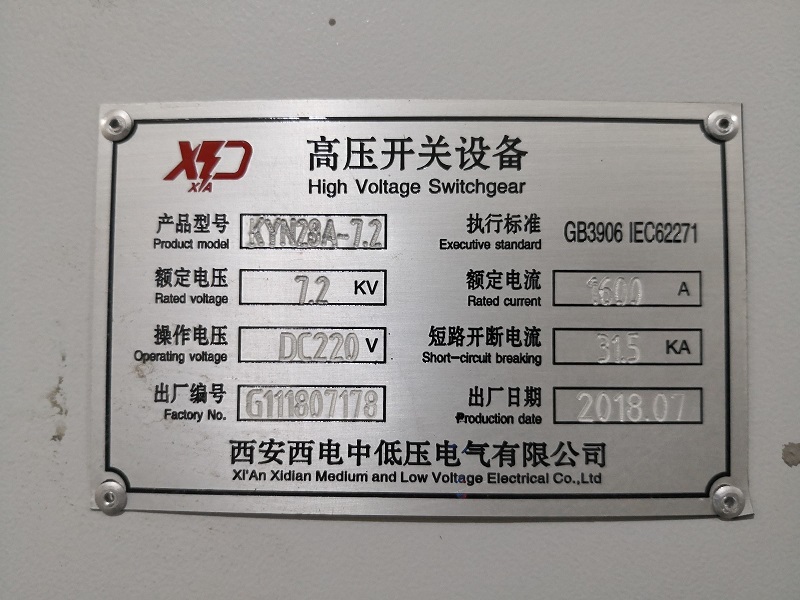 XD
XIA
高压开关设备
High Voltage Switchgear
产品型号 KYN28A-7.2 执行标准 GB3906 IEC62271
Product model Executive standard
额定电压 7.2 KV 额定电流 1600 A
Rated voltage Rated current
操作电压 DC220 V 短路开断电流 31.5 KA
Operating voltage Short-circuit breaking
出厂编号 G111807178 出厂日期 2018.07
Factory No. Production date
西安西电中低压电气有限公司
XI'An Xidian Medium and Low Voltage Electrical Co.,Ltd